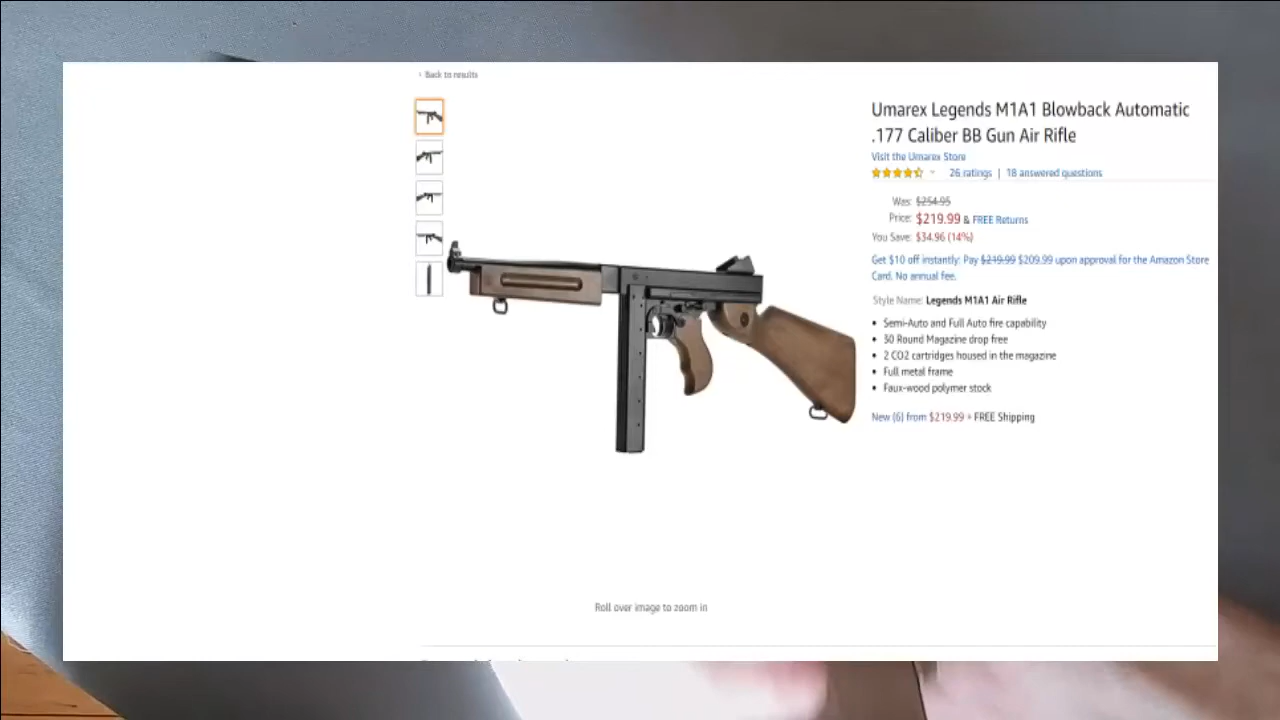 ‹ Back to results
Umarex Legends M1A1 Blowback Automatic
.177 Caliber BB Gun Air Rifle
Visit the Umarex Store
26 ratings | 18 answered questions
Was: $254.95
Price: $219.99 & FREE Returns
You Save: $34.96 (14%)
Get $10 off instantly: Pay $219.99 $209.99 upon approval for the Amazon Store
Card. No annual fee.
Style Name: Legends M1A1 Air Rifle
• Semi-Auto and Full Auto fire capability
• 30 Round Magazine drop free
• 2 CO2 cartridges housed in the magazine
• Full metal frame
• Faux-wood polymer stock
New (6) from $219.99 + FREE Shipping
Roll over image to zoom in